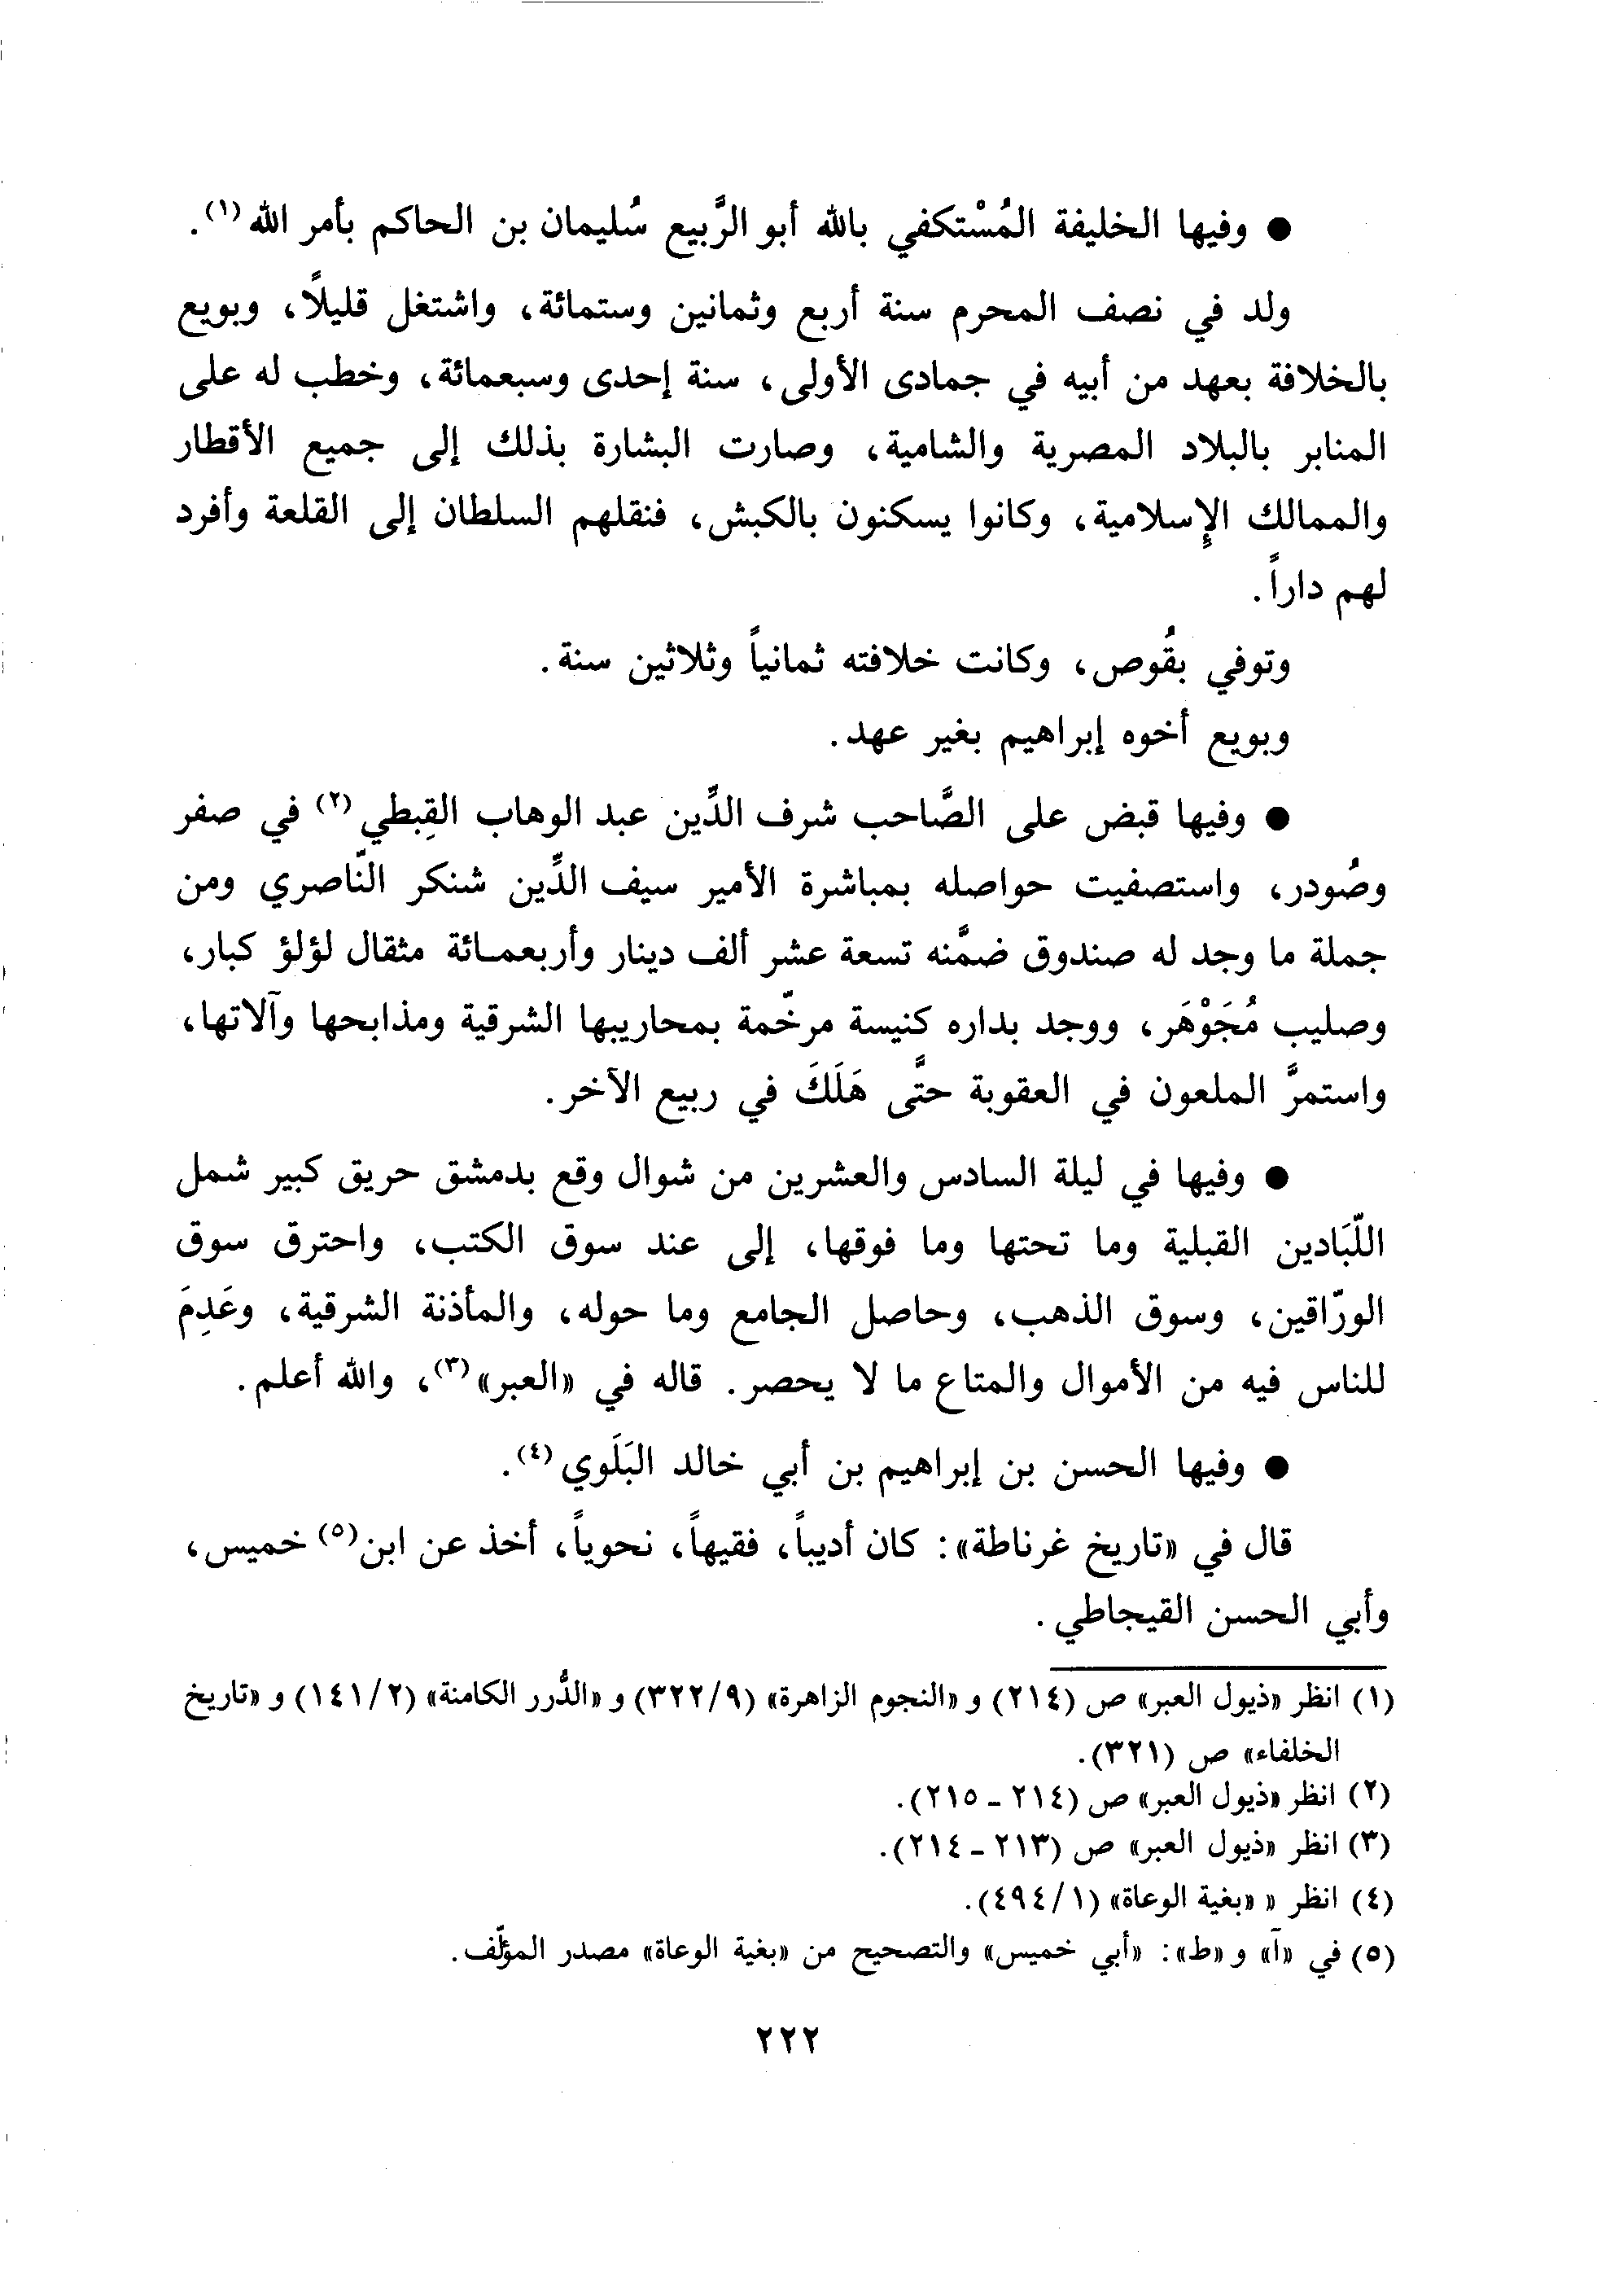 ● وفيها الخليفة المُسْتكفي بالله أبو الرَّبيع سُليمان بن الحاكم بأمر الله(١).
ولد في نصف المحرم سنة أربع وثمانين وستمائة، واشتغل قليلًا، وبويع
بالخلافة بعهد من أبيه في جمادى الأولى، سنة إحدى وسبعمائة، وخطب له على
المنابر بالبلاد المصرية والشامية، وصارت البشارة بذلك إلى جميع الأقطار
والممالك الإسلامية، وكانوا يسكنون بالكبش، فنقلهم السلطان إلى القلعة وأفرد
لهم داراً.
وتوفي بقُوص، وكانت خلافته ثمانياً وثلاثين سنة.
وبويع أخوه إبراهيم بغير عهد.
● وفيها قبض على الصَّاحب شرف الدِّين عبد الوهاب القِبطي(٢) في صفر
وصُودر، واستصفيت حواصله بمباشرة الأمير سيف الدِّين شنكر النّاصري ومن
جملة ما وجد له صندوق ضمَّنه تسعة عشر ألف دينار وأربعمائة مثقال لؤلؤ كبار،
وصليب مُجَوْهَر، ووجد بداره كنيسة مرخّمة بمحاريبها الشرقية ومذابحها وآلاتها،
واستمرَّ الملعون في العقوبة حتَّى هَلَكَ في ربيع الآخر.
● وفيها في ليلة السادس والعشرين من شوال وقع بدمشق حريق كبير شمل
اللّبَادين القبلية وما تحتها وما فوقها، إلى عند سوق الكتب، واحترق سوق
الورّاقين، وسوق الذهب، وحاصل الجامع وما حوله، والمأذنة الشرقية، وعَدِمَ
للناس فيه من الأموال والمتاع ما لا يحصر. قاله في «العبر»(٣)، والله أعلم.
● وفيها الحسن بن إبراهيم بن أبي خالد البَلَوي(٤).
قال في «تاريخ غرناطة»: كان أديباً، فقيهاً، نحوياً، أخذ عن ابن(٥) خميس،
وأبي الحسن القيجاطي.
(١) انظر «ذيول العبر» ص (٢١٤) و «النجوم الزاهرة» (٣٢٢/٩) و «الدُّرر الكامنة» (١٤١/٢) و «تاريخ
الخلفاء» ص (٣٢١).
(٢) انظر «ذيول العبر» ص (٢١٤ - ٢١٥).
(٣) انظر «ذيول العبر» ص (٢١٣ - ٢١٤).
(٤) انظر « «بغية الوعاة» (٤٩٤/١).
(٥) في «آ» و «ط»: «أبي خميس» والتصحيح من «بغية الوعاة» مصدر المؤلّف.
٢٢٢